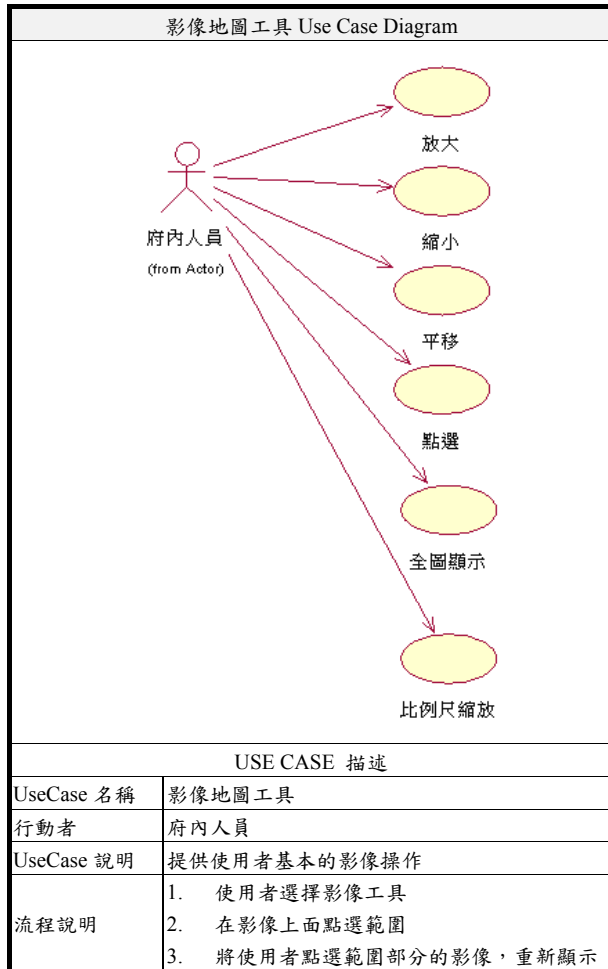 影像地圖工具 Use Case Diagram
放大
府內人員
(from Actor)
縮小
平移
點選
全圖顯示
比例尺縮放
USE CASE 描述
UseCase 名稱 影像地圖工具
行動者 府內人員
UseCase 說明 提供使用者基本的影像操作
流程說明
1. 使用者選擇影像工具
2. 在影像上面點選範圍
3. 將使用者點選範圍部分的影像，重新顯示